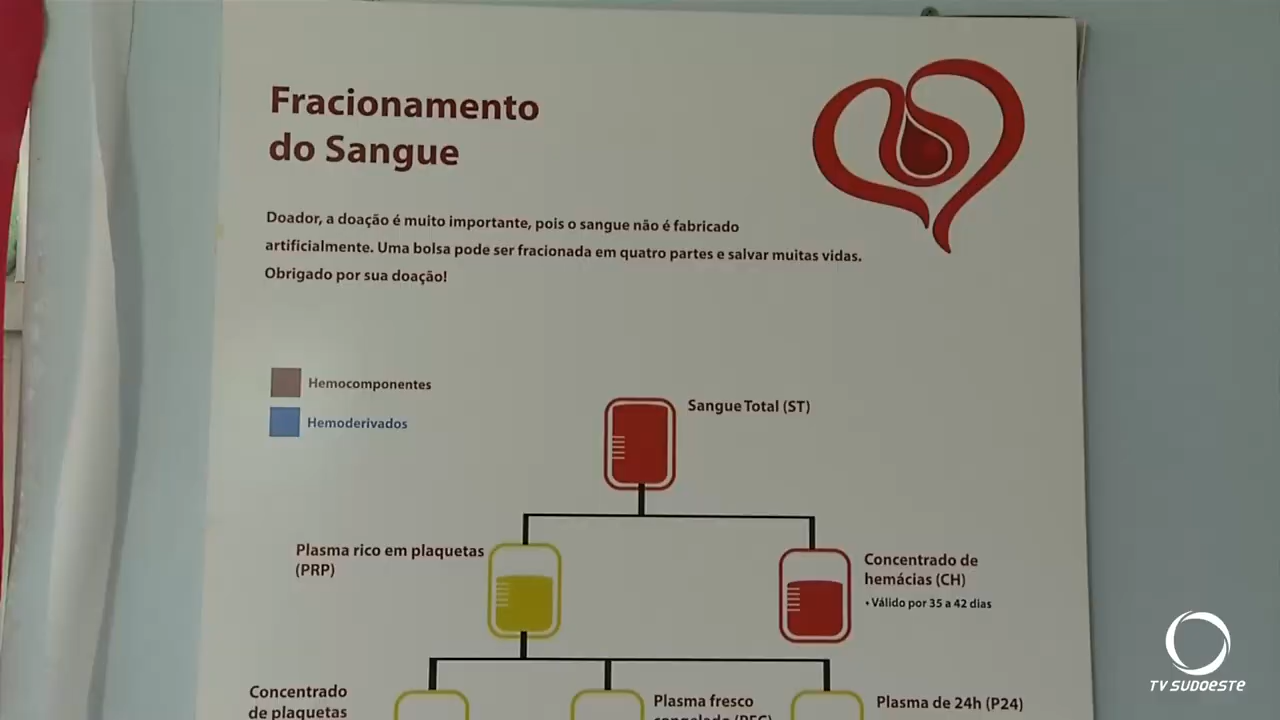 Fracionamento
do Sangue
Doador, a doação é muito importante, pois o sangue não é fabricado
artificialmente. Uma bolsa pode ser fracionada em quatro partes e salvar muitas vidas.
Obrigado por sua doação!
Hemocomponentes
Hemoderivados
Sangue Total (ST)
Plasma rico em plaquetas
(PRP)
Concentrado de
hemácias (CH)
• Válido por 35 a 42 dias
Concentrado
de plaquetas
Plasma fresco
congelado (PFC)
Plasma de 24h (P24)
TV SUDOESTE